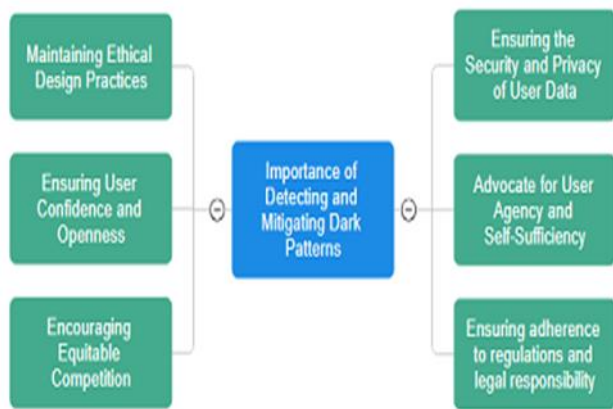 Maintaining Ethical
Design Practices
Ensuring User
Confidence and
Openness
Encouraging
Equitable
Competition
Importance of
Detecting and
Mitigating Dark
Patterns
Ensuring the
Security and Privacy
of User Data
Advocate for User
Agency and
Self-Sufficiency
Ensuring adherence
to regulations and
legal responsibility